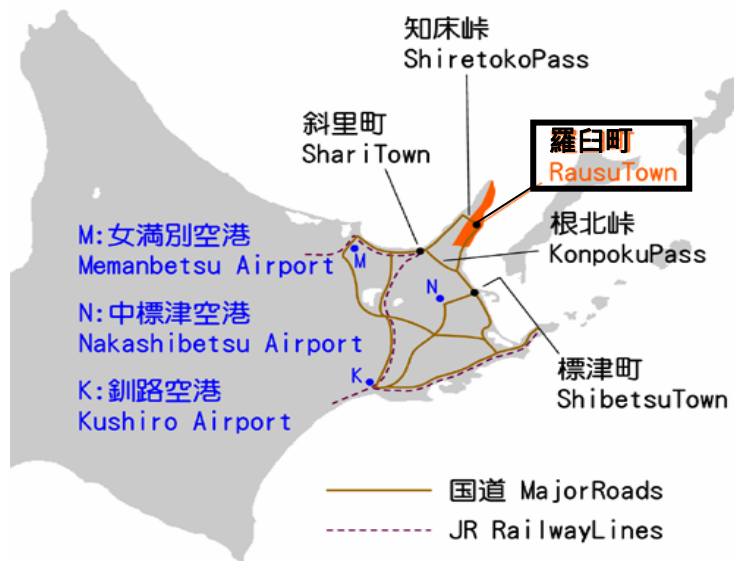 知床峠
ShiretokoPass
斜里町
ShariTown
羅臼町
RausuTown
根北峠
KonpokuPass
M:女満別空港
Memanbetsu Airport
M
N:中標津空港
Nakashibetsu Airport
N
K:釧路空港
Kushiro Airport
K
標津町
ShibetsuTown
国道 MajorRoads
JR RailwayLines